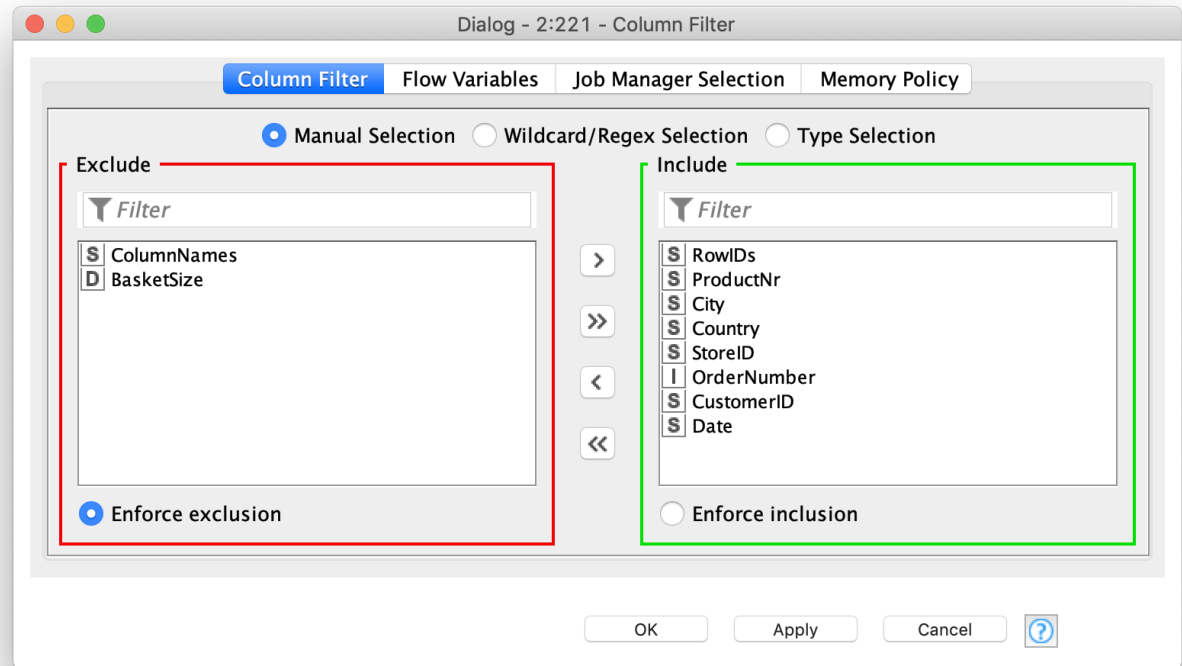 Dialog - 2:221 - Column Filter
Column Filter Flow Variables Job Manager Selection Memory Policy
Manual Selection Wildcard/Regex Selection Type Selection
Exclude
Filter
S ColumnNames
D BasketSize
Enforce exclusion
>
>>
<
<<
Include
Filter
S RowIDs
S ProductNr
S City
S Country
S StoreID
I OrderNumber
S CustomerID
S Date
Enforce inclusion
OK Apply Cancel ?